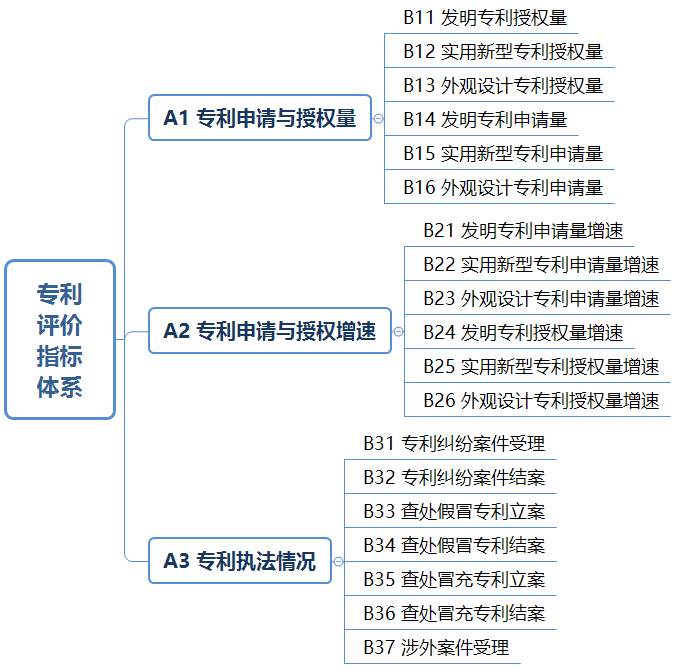 专利
评价
指标
体系
A1 专利申请与授权量
B11 发明专利授权量
B12 实用新型专利授权量
B13 外观设计专利授权量
B14 发明专利申请量
B15 实用新型专利申请量
B16 外观设计专利申请量
A2 专利申请与授权增速
B21 发明专利申请量增速
B22 实用新型专利申请量增速
B23 外观设计专利申请量增速
B24 发明专利授权量增速
B25 实用新型专利授权量增速
B26 外观设计专利授权量增速
A3 专利执法情况
B31 专利纠纷案件受理
B32 专利纠纷案件结案
B33 查处假冒专利立案
B34 查处假冒专利结案
B35 查处冒充专利立案
B36 查处冒充专利结案
B37 涉外案件受理